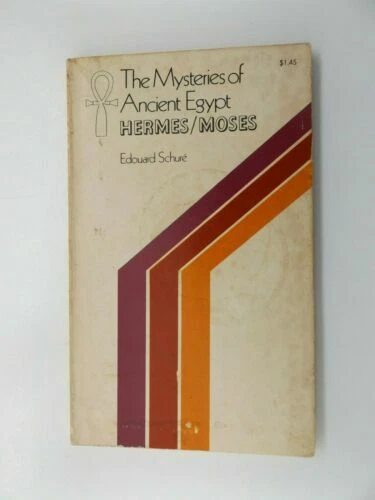 The Mysteries of
Ancient Egypt
HERMES/MOSES
Edouard Schuré
$1.45